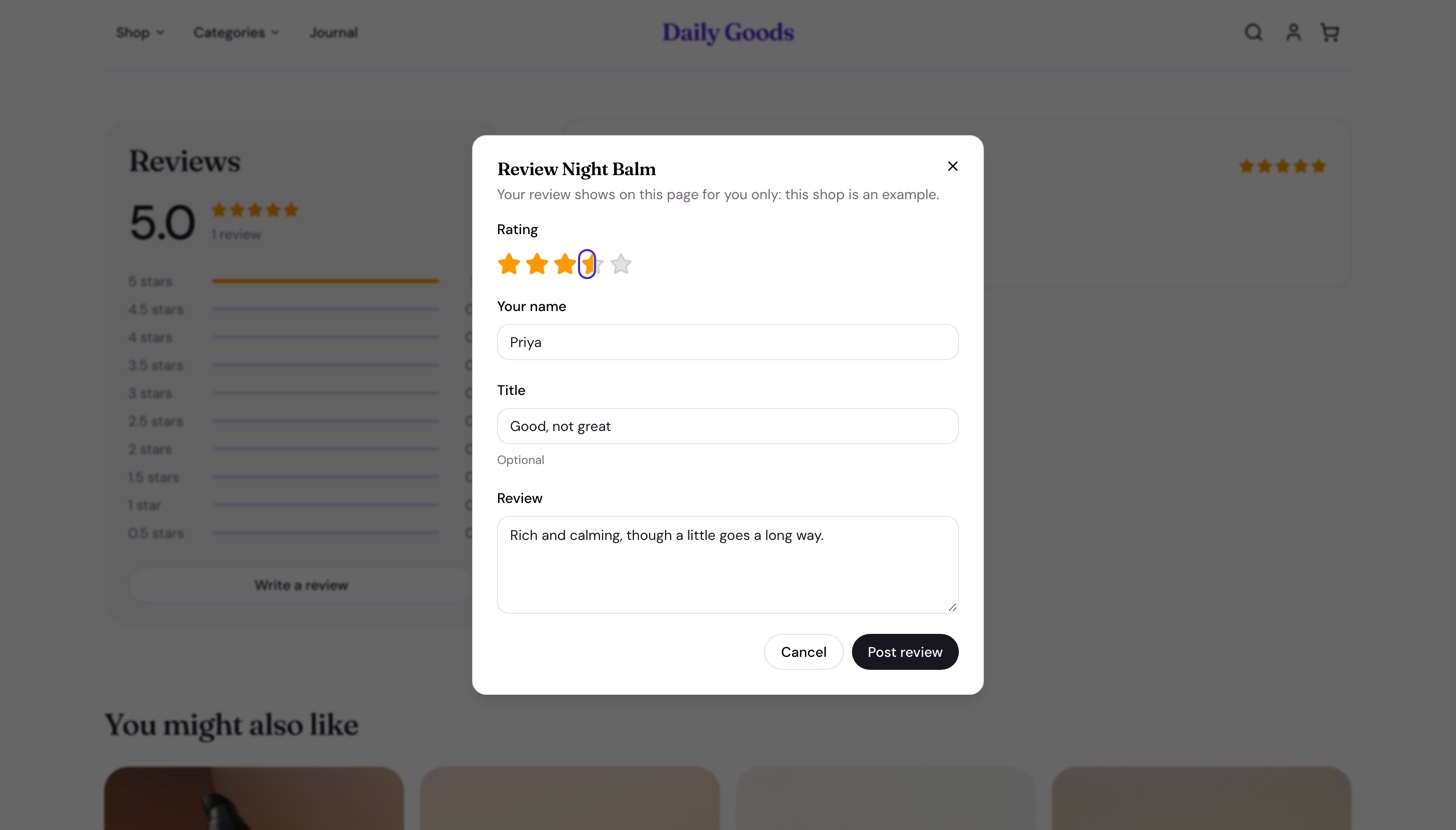 Shop
Categories
Journal
Daily Goods
Reviews
5.0
1 review
5 stars
4.5 stars
4 stars
3.5 stars
3 stars
2.5 stars
2 stars
1.5 stars
1 star
0.5 stars
Write a review
Review Night Balm
Your review shows on this page for you only: this shop is an example.
Rating
Your name
Priya
Title
Good, not great
Optional
Review
Rich and calming, though a little goes a long way.
Cancel
Post review
You might also like